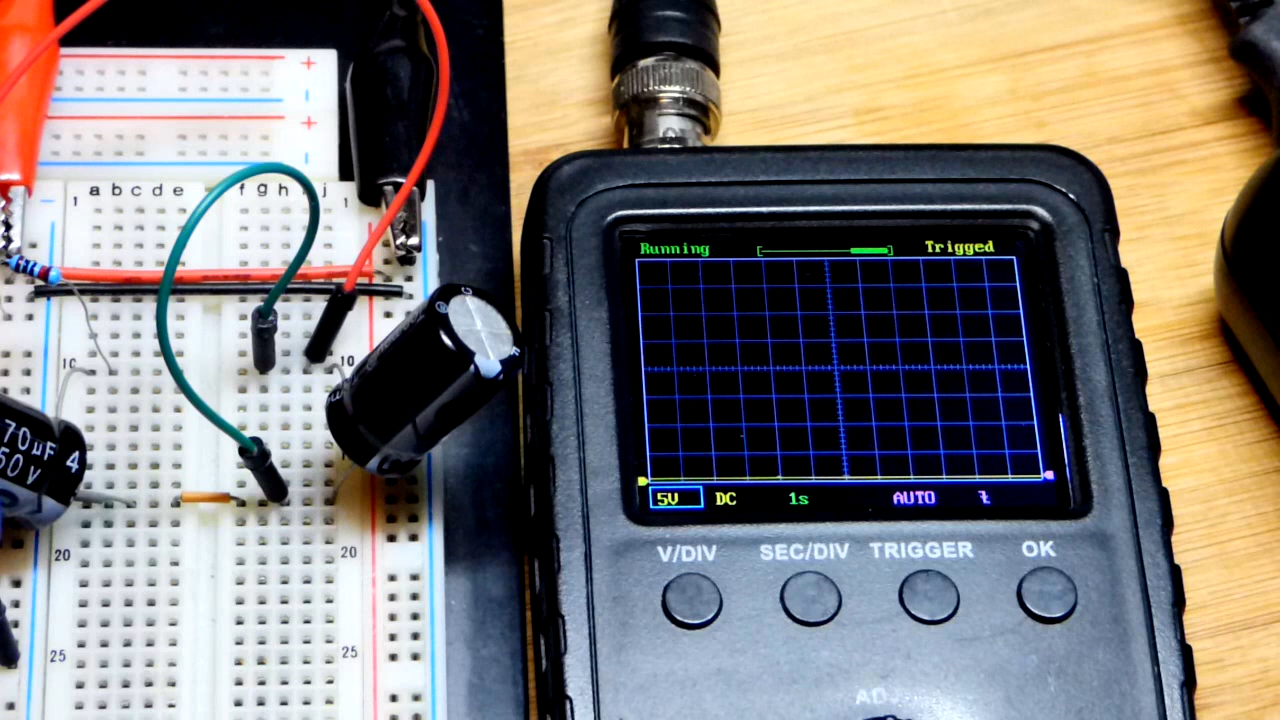 +
-
+
-
a b c d e f g h j
1 1
10 10
70µF 4
50V
20 20
25 25
Running Trigged
5V DC 1s AUTO
V/DIV SEC/DIV TRIGGER OK